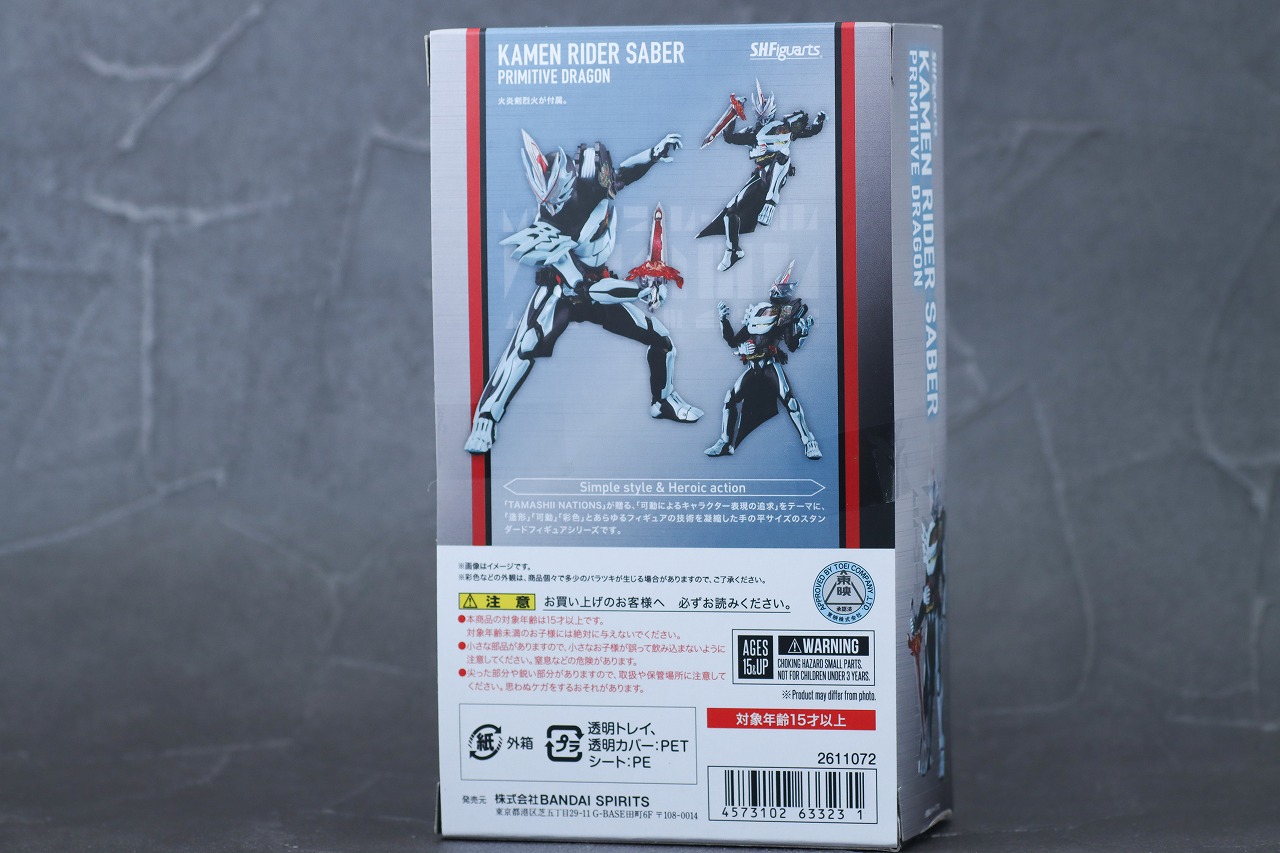 KAMEN RIDER SABER
PRIMITIVE DRAGON
S.H.Figuarts
火炎剣烈火が付属。
Simple style & Heroic action
「TAMASHII NATIONS」が贈る、「可動によるキャラクター表現の追求」をテーマに、
「造形」「可動」「彩色」とあらゆるフィギュアの技術を凝縮した手の平サイズのスタン
ダードフィギュアシリーズです。
※画像はイメージです。
※彩色などの外観は、商品個々で多少のバラツキが生じる場合がありますので、ご了承ください。
注意 お買い上げのお客様へ 必ずお読みください。
●本商品の対象年齢は15才以上です。
対象年齢未満のお子様には絶対に与えないでください。
●小さな部品がありますので、小さなお子様が誤って飲み込まないように
注意してください。窒息などの危険があります。
●尖った部分や鋭い部分がありますので、取扱や保管場所に注意して
ください。思わぬケガをするおそれがあります。
APPROVED BY TOEI COMPANY, LTD.
東映
承認済
東映株式会社
AGES
15&UP
WARNING
CHOKING HAZARD SMALL PARTS.
NOT FOR CHILDREN UNDER 3 YEARS.
※Product may differ from photo.
対象年齢15才以上
紙 外箱
プラ 透明トレイ、
透明カバー:PET
シート:PE
2611072
4573102 63323 1
発売元 株式会社BANDAI SPIRITS
東京都港区芝五丁目29-11 G-BASE田町6F 〒108-0014
S.H.Figuarts
KAMEN RIDER SABER
PRIMITIVE DRAGON